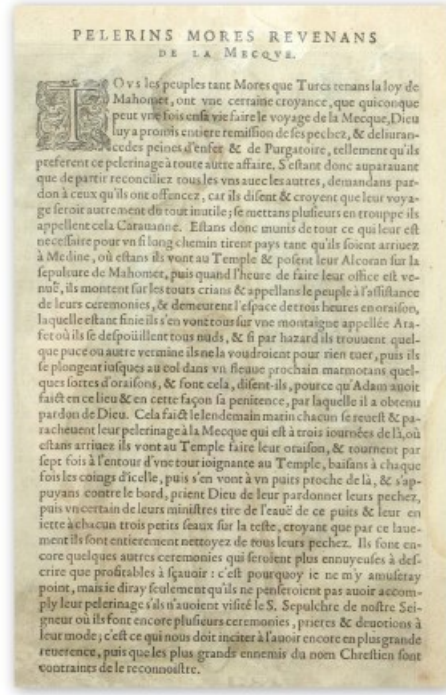 PELERINS MORES REVENANS
DE LA MECQVE.
TOvs les peuples tant Mores que Turcs tenans la loy de
Mahomet, ont vne certaine croyance, que quiconque
peut vne fois en sa vie faire le voyage de la Mecque, Dieu
luy a promis entiere remission de ses pechez, & deliuran-
ce des peines d'enfer & de Purgatoire, tellement qu'ils
preferent ce pelerinage à toute autre affaire. S'estant donc auparauant
que de partir reconciliez tous les vns auec les autres, demandans par-
don à ceux qu'ils ont offencez, car ils disent & croyent que leur voya-
ge seroit autrement du tout inutile; se mettans plusieurs en trouppe ils
appellent cela Carauanne. Estans donc munis de tout ce qui leur est
necessaire pour vn si long chemin tirent pays tant qu'ils soient arriuez
à Medine, où estans ils vont au Temple & posent leur Alcoran sur la
sepulcure de Mahomet, puis quand l'heure de faire leur office est ve-
nuë, ils montent sur les tours crians & appellans le peuple à l'assistance
de leurs ceremonies, & demeurent l'espace de trois heures en oraison,
laquelle estant finie ils s'en vont tous sur vne montaigne appellée Ara-
fet où ils se despoüillent tous nuds, & si par hazard ils trouuent quel-
que puce ou autre vermine ils ne la voudroient pour rien tuer, puis ils
se plongent iusques au col dans vn fleuue prochain marmotans quel-
ques sortes d'oraisons, & font cela, disent-ils, pource qu'Adam auoit
faict en ce lieu & en cette façon sa penitence, par laquelle il a obtenu
pardon de Dieu. Cela faict le lendemain matin chacun se reuest & pa-
racheuent leur pelerinage à la Mecque qui est à trois iournées de là, où
estans arriuez ils vont au Temple faire leur oraison, & tournent par
sept fois à l'entour d'vne tour ioignante au Temple, baisans à chaque
fois les coings d'icelle, puis s'en vont à vn puits proche de là, & s'ap-
puyans contre le bord, prient Dieu de leur pardonner leurs pechez,
puis vn certain de leurs ministres tire de l'eauë de ce puits & leur en
iette à chacun trois petits seaux sur la teste, croyant que par ce laue-
ment ils sont entierement nettoyez de tous leurs pechez. Ils font en-
core quelques autres ceremonies qui seroient plus ennuyeuses à des-
crire que profitables à sçauoir: c'est pourquoy ie ne m'y amuseray
point, mais ie diray seulement qu'ils ne penseroient pas auoir accom-
ply leur pelerinage s'ils n'auoient visité le S. Sepulchre de nostre Sei-
gneur où ils font encore plusieurs ceremonies, prieres & deuotions à
leur mode; c'est ce qui nous doit inciter à l'auoir encore en plus grande
reuerence, puis que les plus grands ennemis du nom Chrestien sont
contraints de le reconnoistre.